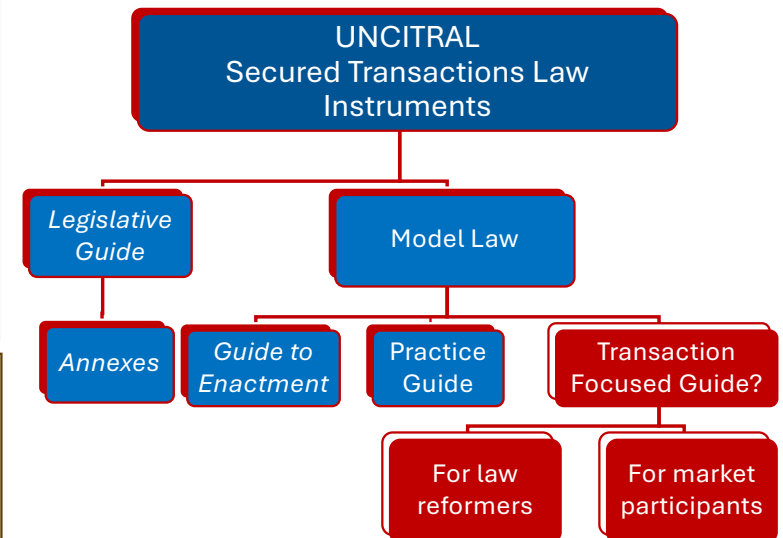 UNCITRAL
Secured Transactions Law
Instruments
Legislative
Guide
Model Law
Annexes
Guide to
Enactment
Practice
Guide
Transaction
Focused Guide?
For law
reformers
For market
participants